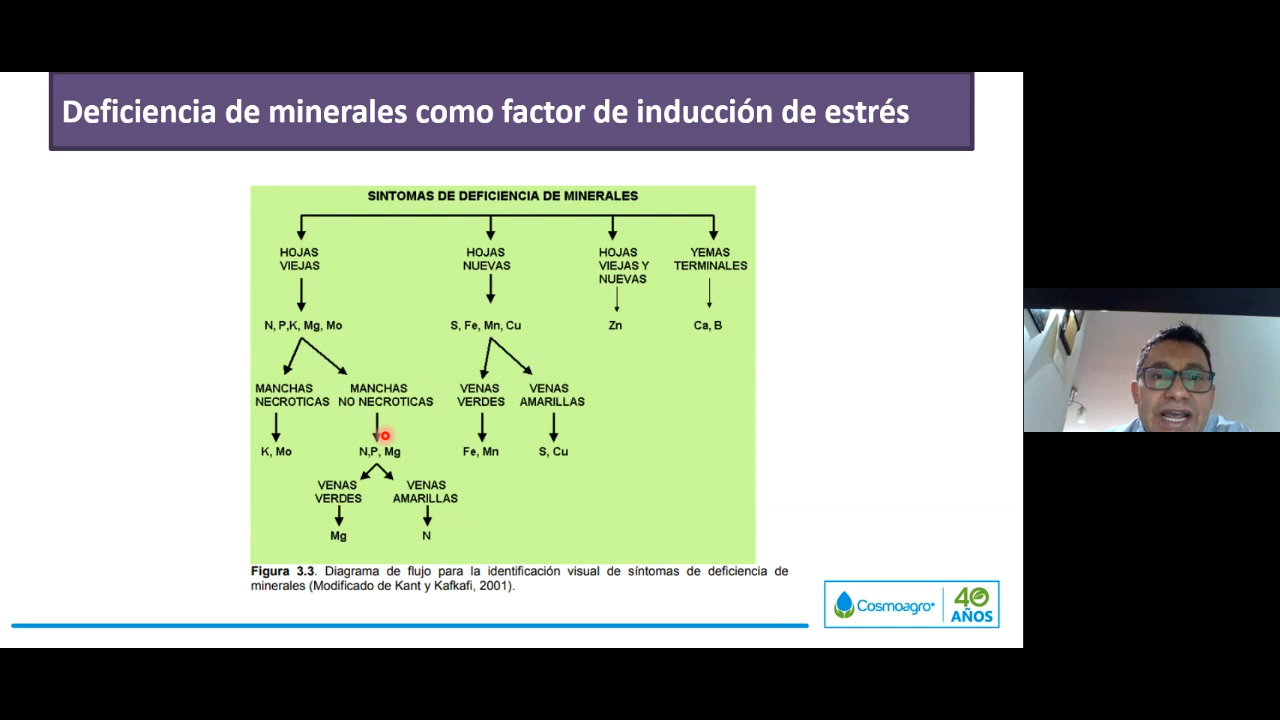 Deficiencia de minerales como factor de inducción de estrés
SINTOMAS DE DEFICIENCIA DE MINERALES
HOJAS VIEJAS
HOJAS NUEVAS
HOJAS VIEJAS Y NUEVAS
YEMAS TERMINALES
N, P,K, Mg, Mo
S, Fe, Mn, Cu
Zn
Ca, B
MANCHAS NECROTICAS
MANCHAS NO NECROTICAS
VENAS VERDES
VENAS AMARILLAS
K, Mo
N,P, Mg
Fe, Mn
S, Cu
VENAS VERDES
VENAS AMARILLAS
Mg
N
Figura 3.3. Diagrama de flujo para la identificación visual de síntomas de deficiencia de
minerales (Modificado de Kant y Kafkafi, 2001).
Cosmoagro
40 AÑOS